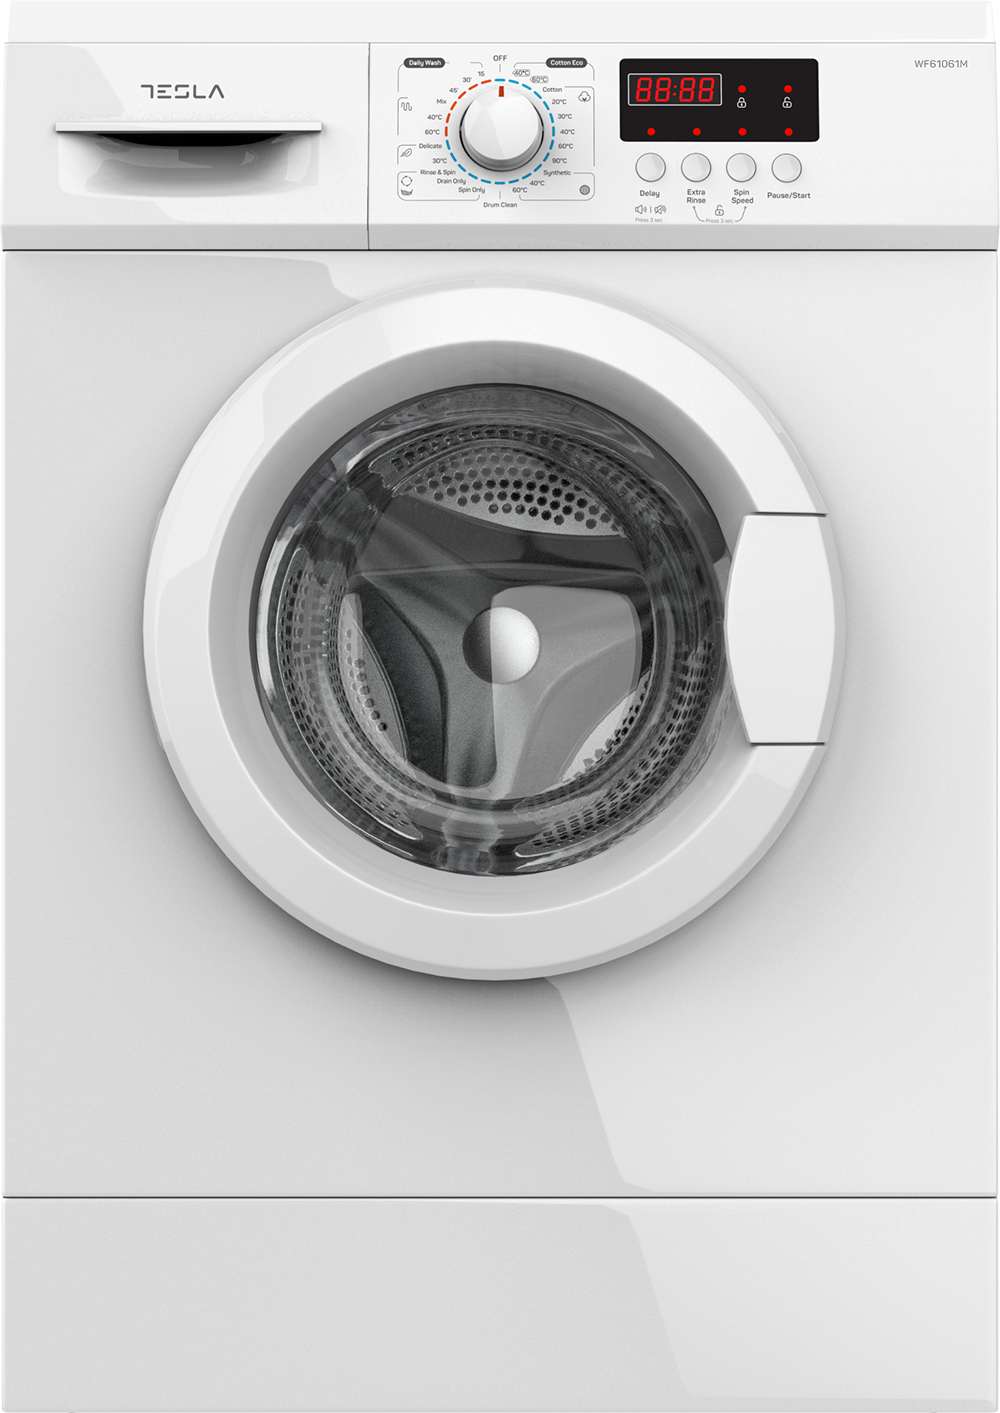 TESLA
WF61061M
OFF
Daily Wash
15
30'
45'
Mix
40°C
60°C
Delicate
30°C
Rinse & Spin
Drain Only
Spin Only
Drum Clean
Cotton Eco
40°C
60°C
Cotton
20°C
30°C
40°C
60°C
90°C
Synthetic
40°C
60°C
88:88
Delay
Extra
Rinse
Spin
Speed
Pause/Start
Press 3 sec
Press 3 sec